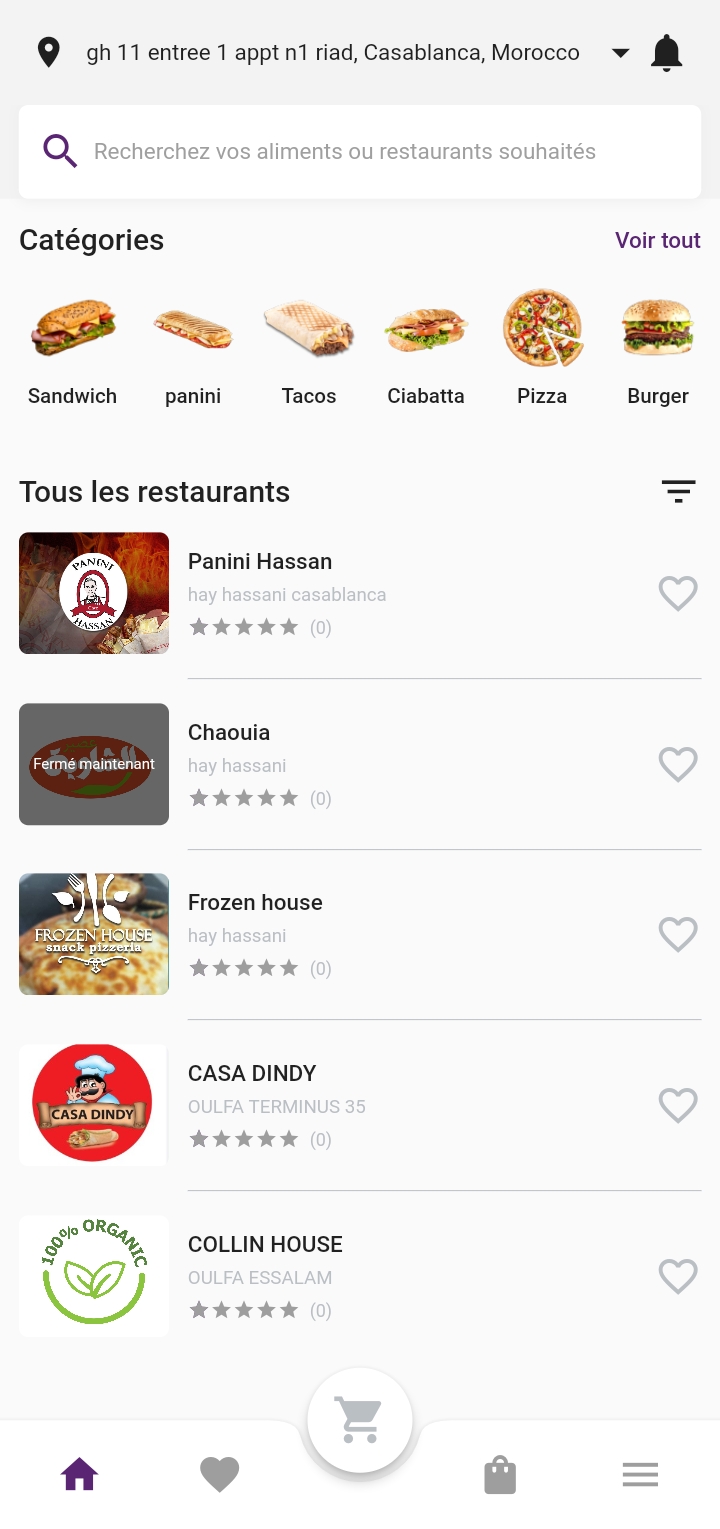 gh 11 entree 1 appt n1 riad, Casablanca, Morocco
Recherchez vos aliments ou restaurants souhaités
Catégories
Voir tout
Sandwich
panini
Tacos
Ciabatta
Pizza
Burger
Tous les restaurants
PANINI
HASSAN
Panini Hassan
hay hassani casablanca
(0)
الشاوية
Fermé maintenant
Chaouia
hay hassani
(0)
FROZEN HOUSE
snack pizzeria
Frozen house
hay hassani
(0)
CASA DINDY
CASA DINDY
OULFA TERMINUS 35
(0)
100% ORGANIC
COLLIN HOUSE
OULFA ESSALAM
(0)